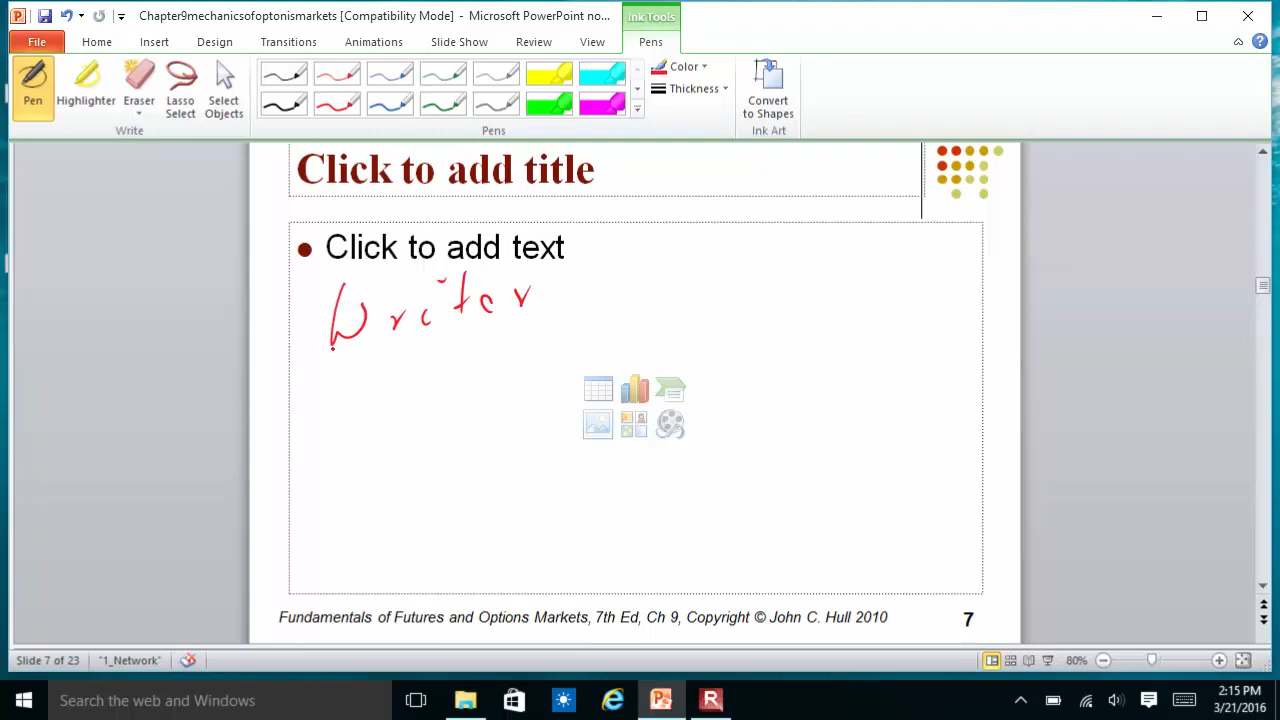 Chapter9mechanicsofoptonismarkets [Compatibility Mode] - Microsoft PowerPoint no...
Ink Tools
File Home Insert Design Transitions Animations Slide Show Review View Pens
Pen Highlighter Eraser Lasso Select Select Objects
Color
Thickness
Convert to Shapes
Write Pens Ink Art
Click to add title
Click to add text
Writer
Fundamentals of Futures and Options Markets, 7th Ed, Ch 9, Copyright © John C. Hull 2010 7
Slide 7 of 23 "1_Network" 80%
Search the web and Windows
2:15 PM
3/21/2016